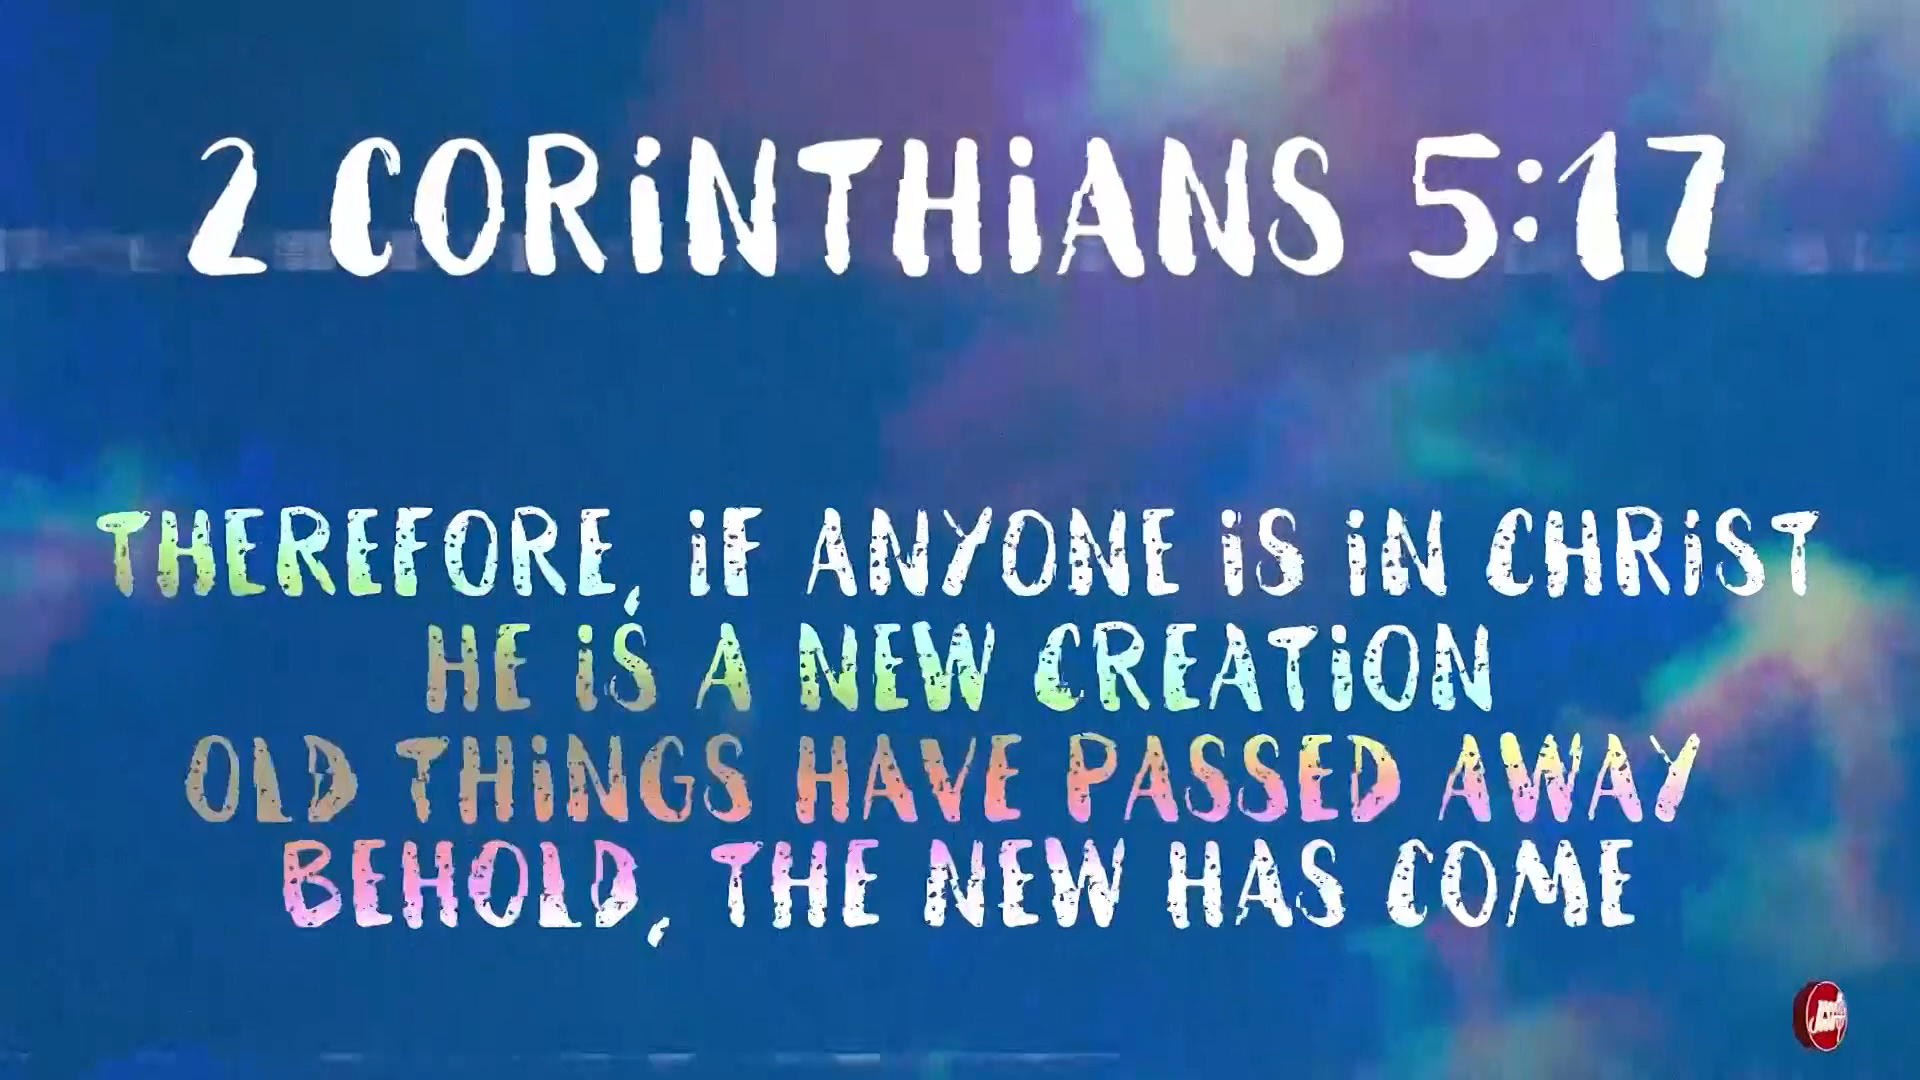 2 CORINTHIANS 5:17
THEREFORE, IF ANYONE IS IN CHRIST
HE IS A NEW CREATION
OLD THINGS HAVE PASSED AWAY
BEHOLD, THE NEW HAS COME